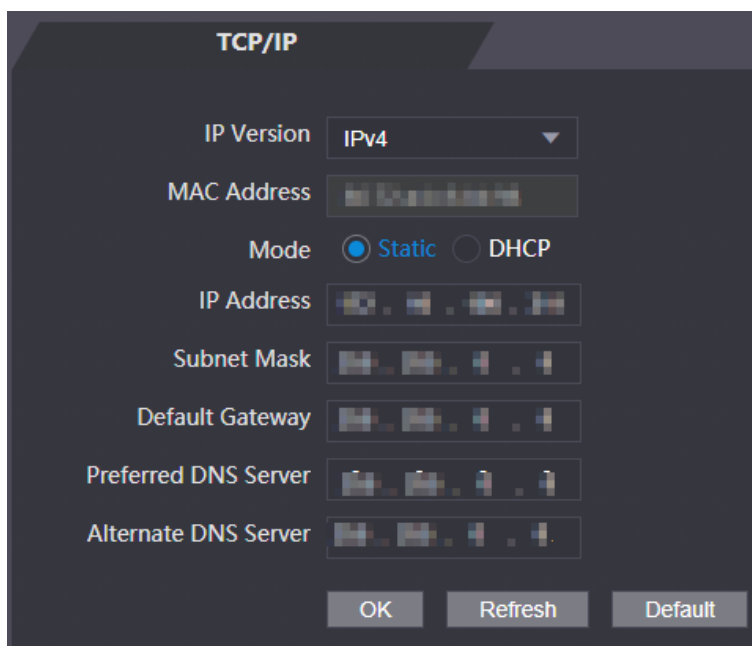 TCP/IP
IP Version IPv4
MAC Address
Mode Static DHCP
IP Address
Subnet Mask
Default Gateway
Preferred DNS Server
Alternate DNS Server
OK Refresh Default